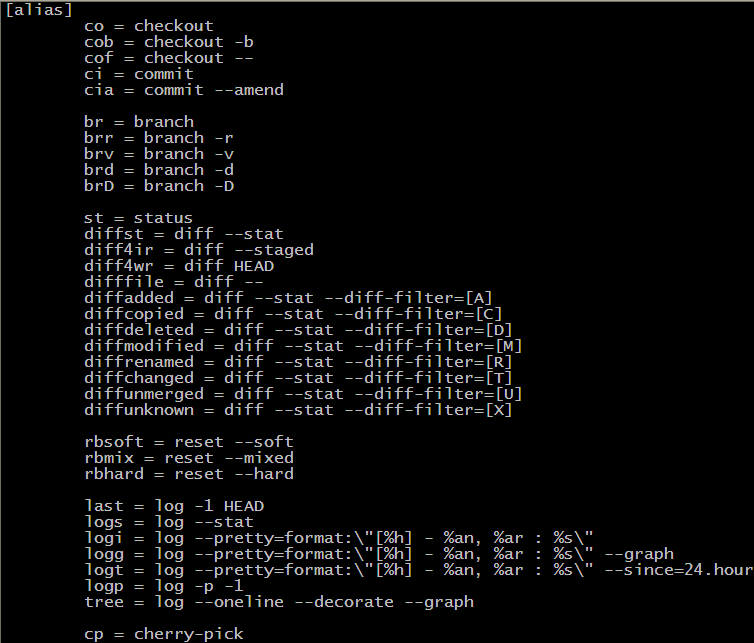 [alias]
co = checkout
cob = checkout -b
cof = checkout --
ci = commit
cia = commit --amend
br = branch
brr = branch -r
brv = branch -v
brd = branch -d
brD = branch -D
st = status
diffst = diff --stat
diff4ir = diff --staged
diff4wr = diff HEAD
difffile = diff --
diffadded = diff --stat --diff-filter=[A]
diffcopied = diff --stat --diff-filter=[C]
diffdeleted = diff --stat --diff-filter=[D]
diffmodified = diff --stat --diff-filter=[M]
diffrenamed = diff --stat --diff-filter=[R]
diffchanged = diff --stat --diff-filter=[T]
diffunmerged = diff --stat --diff-filter=[U]
diffunknown = diff --stat --diff-filter=[X]
rbsoft = reset --soft
rbmix = reset --mixed
rbhard = reset --hard
last = log -1 HEAD
logs = log --stat
logi = log --pretty=format:\"[%h] - %an, %ar : %s\"
logg = log --pretty=format:\"[%h] - %an, %ar : %s\" --graph
logt = log --pretty=format:\"[%h] - %an, %ar : %s\" --since=24.hour
logp = log -p -1
tree = log --oneline --decorate --graph
cp = cherry-pick